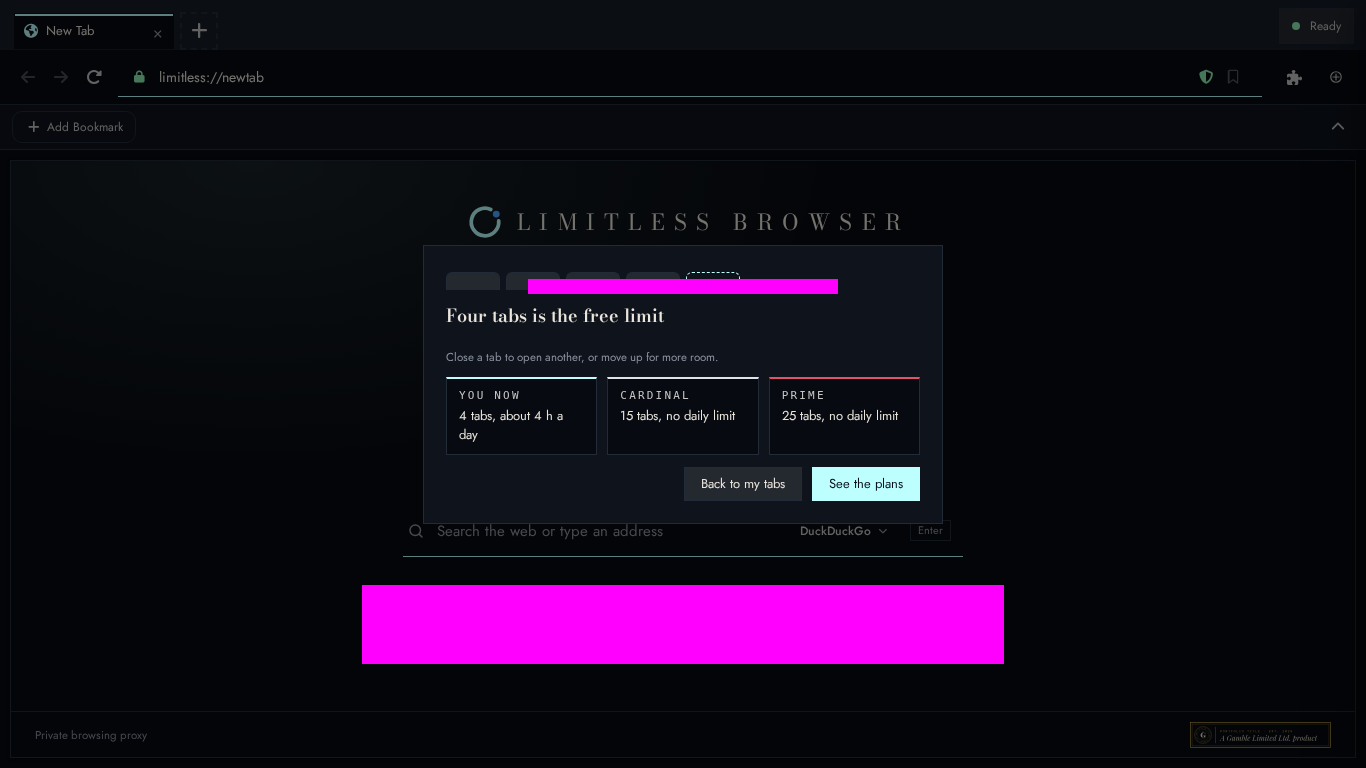 New Tab
Ready
limitless://newtab
Add Bookmark
LIMITLESS BROWSER
Four tabs is the free limit
Close a tab to open another, or move up for more room.
YOU NOW
4 tabs, about 4 h a
day
CARDINAL
15 tabs, no daily limit
PRIME
25 tabs, no daily limit
Back to my tabs
See the plans
Search the web or type an address
DuckDuckGo
Enter
Private browsing proxy
G
A Gamble Limited Ltd. product